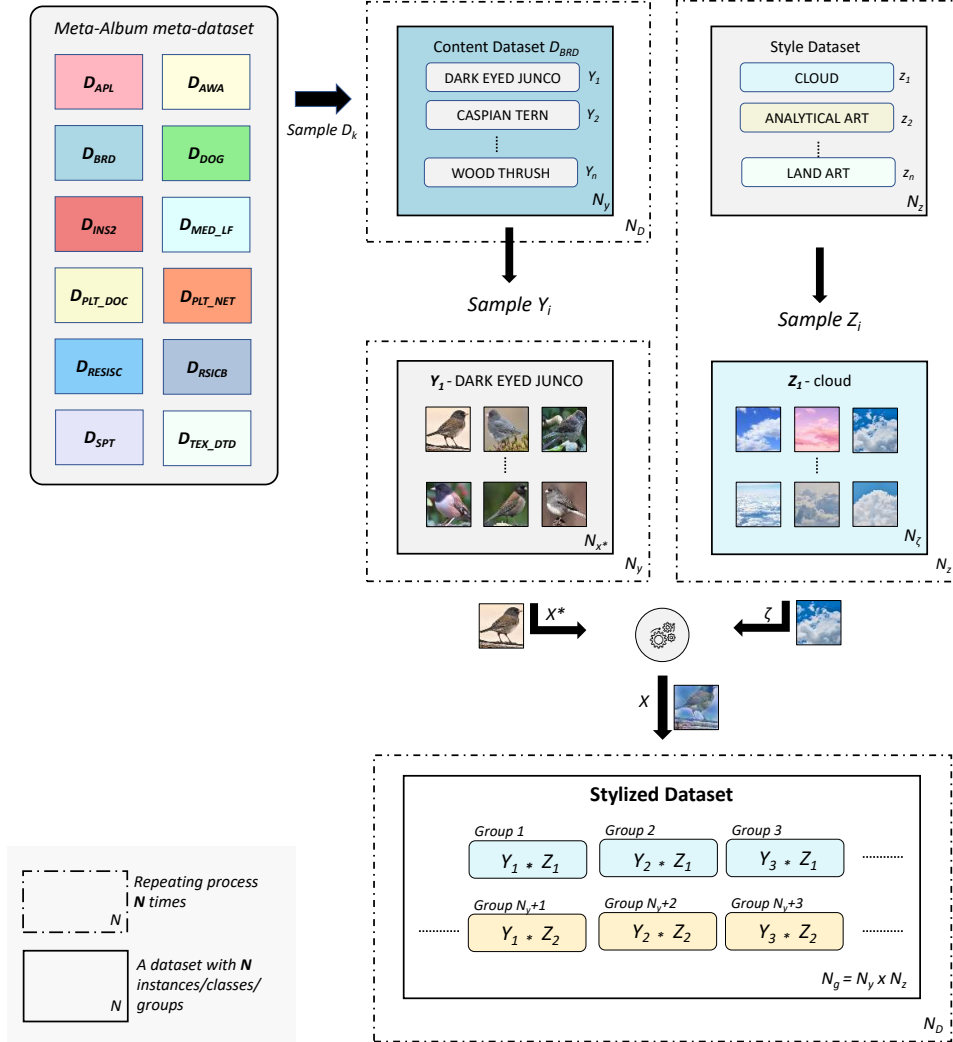 Meta-Album meta-dataset
D_APL
D_AWA
D_BRD
D_DOG
D_INS2
D_MED_LF
D_PLT_DOC
D_PLT_NET
D_RESISC
D_RSICB
D_SPT
D_TEX_DTD
Sample D_k
Content Dataset D_BRD
DARK EYED JUNCO
Y_1
CASPIAN TERN
Y_2
WOOD THRUSH
Y_n
N_y
N_D
Style Dataset
CLOUD
z_1
ANALYTICAL ART
z_2
LAND ART
z_n
N_z
Sample Y_i
Sample Z_i
Y_1 - DARK EYED JUNCO
N_x*
N_y
Z_1 - cloud
N_ζ
N_z
X*
ζ
X
Stylized Dataset
Group 1
Group 2
Group 3
Y_1 * Z_1
Y_2 * Z_1
Y_3 * Z_1
Group N_y+1
Group N_y+2
Group N_y+3
Y_1 * Z_2
Y_2 * Z_2
Y_3 * Z_2
N_g = N_y x N_z
N_D
Repeating process
N times
N
A dataset with N
instances/classes/
groups
N